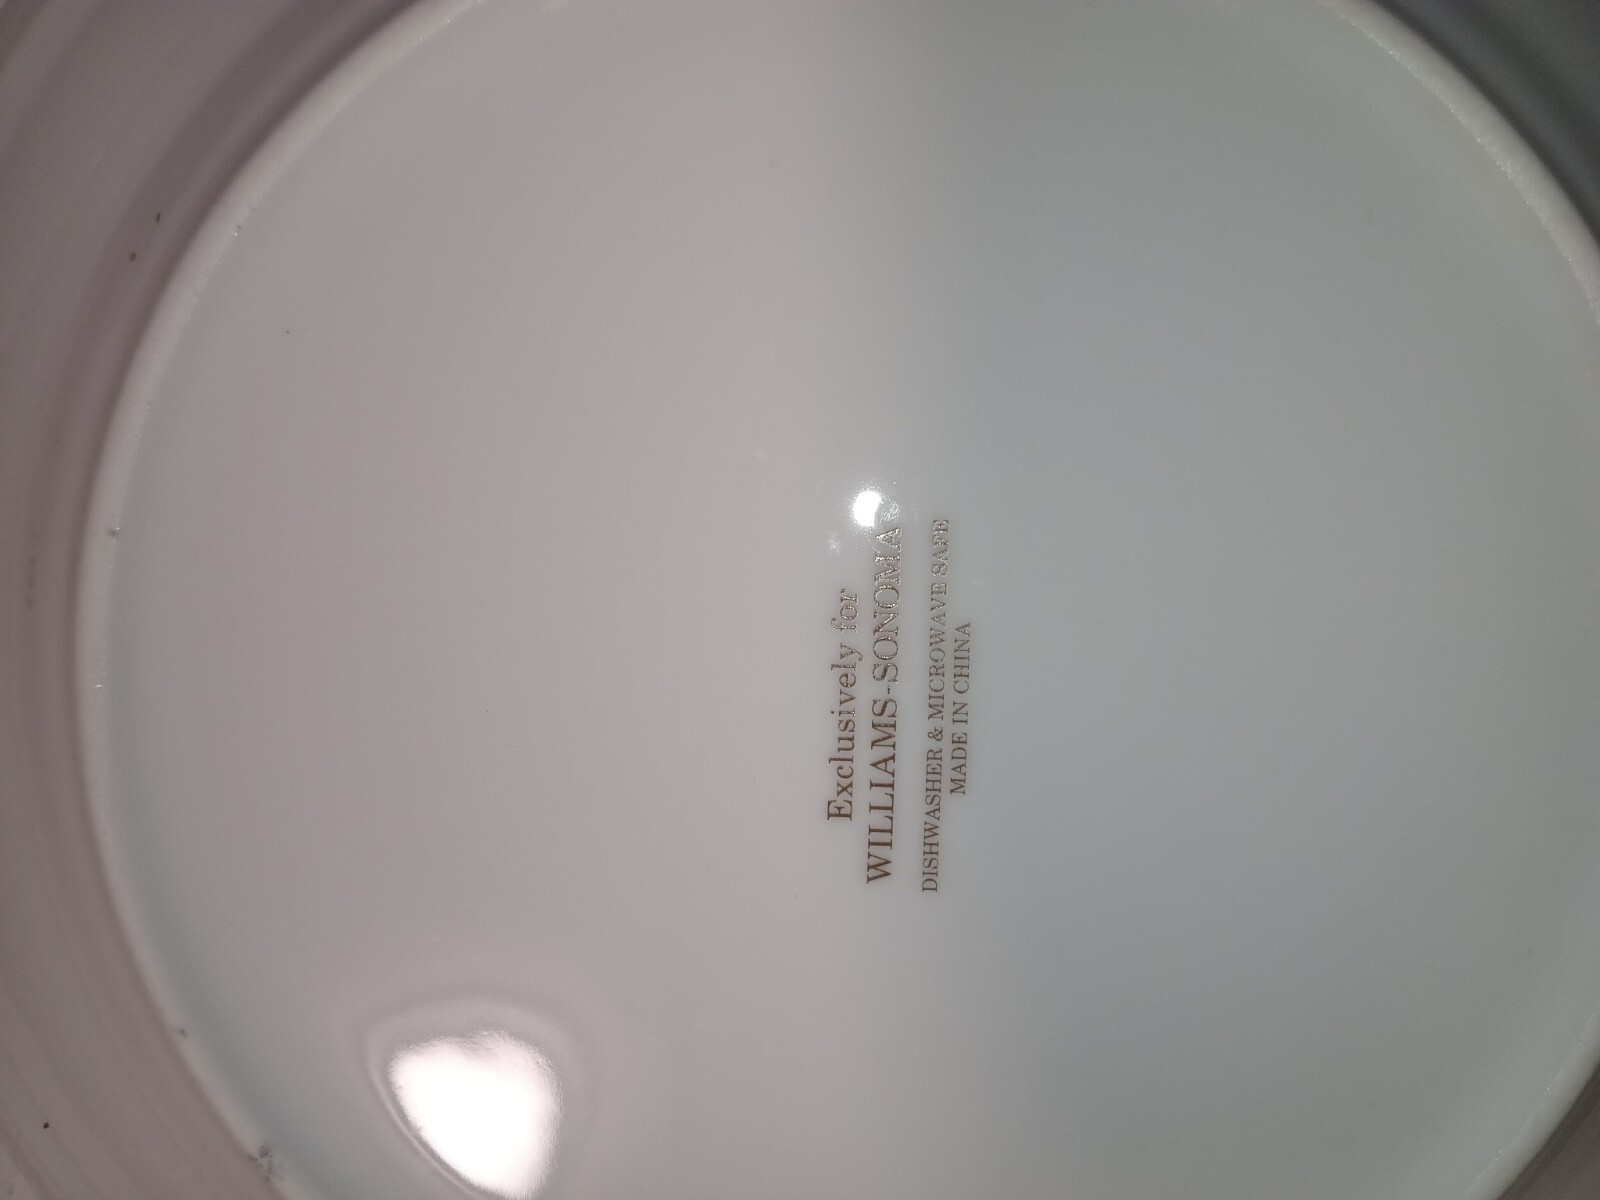 Exclusively for
WILLIAMS-SONOMA®
DISHWASHER & MICROWAVE SAFE
MADE IN CHINA